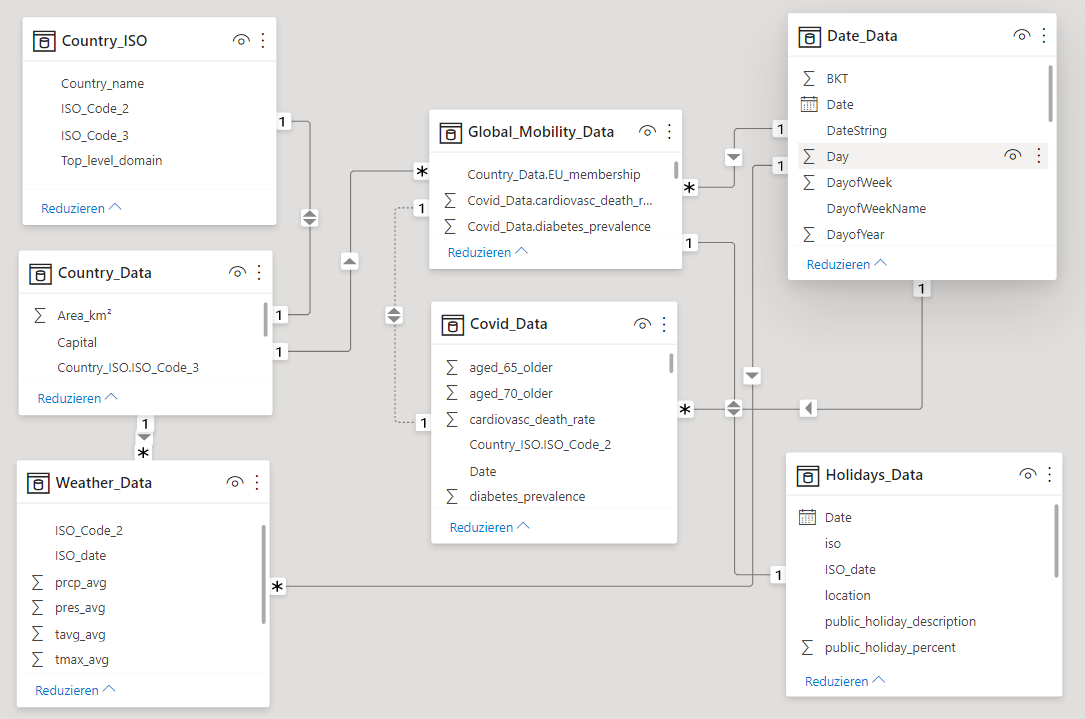 Country_ISO
Country_name
ISO_Code_2
ISO_Code_3
Top_level_domain
Reduzieren
1
Country_Data
Area_km²
Capital
Country_ISO.ISO_Code_3
Reduzieren
1
1
1
*
Weather_Data
ISO_Code_2
ISO_date
prcp_avg
pres_avg
tavg_avg
tmax_avg
Reduzieren
*
Global_Mobility_Data
Country_Data.EU_membership
Covid_Data.cardiovasc_death_r...
Covid_Data.diabetes_prevalence
Reduzieren
*
1
*
1
Covid_Data
aged_65_older
aged_70_older
cardiovasc_death_rate
Country_ISO.ISO_Code_2
Date
diabetes_prevalence
Reduzieren
1
*
Date_Data
BKT
Date
DateString
Day
DayofWeek
DayofWeekName
DayofYear
Reduzieren
1
1
1
Holidays_Data
Date
iso
ISO_date
location
public_holiday_description
public_holiday_percent
Reduzieren
1